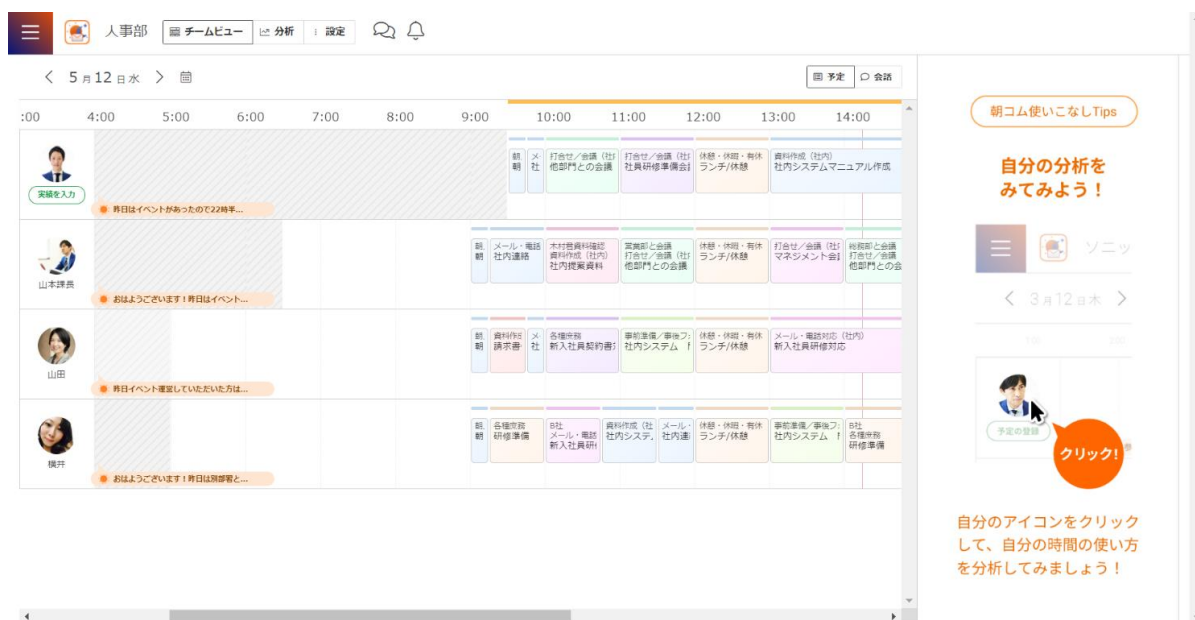 人事部 チームビュー 分析 設定
5月12日水
予定 会話
朝コム使いこなしTips
:00 4:00 5:00 6:00 7:00 8:00 9:00 10:00 11:00 12:00 13:00 14:00
自分の分析を
みてみよう！
朝 メ 打合せ／会議（社 打合せ／会議（社 休憩・休暇・有休 資料作成（社内）
朝 社 他部門との会議 社員研修準備会 ランチ/休憩 社内システムマニュアル作成
実績を入力
昨日はイベントがあったので22時半...
朝 メール・電話 木村営資料確認 営業部と会議 休憩・休暇・有休 打合せ／会議（社 総務部と会議
朝 社内連絡 資料作成（社内） 打合せ／会議（社 ランチ/休憩 マネジメント会 打合せ／会議
社内提案資料 他部門との会議 他部門との会
山本課長
おはようございます！昨日はイベント...
ソニッ
3月12日水
朝 資料作成 メ 各種庶務 事前準備／事後フ 休憩・休暇・有休 メール・電話対応（社内）
朝 請求書 社 新入社員契約書 社内システム ランチ/休憩 新入社員研修対応
山田
昨日イベント運営していただいた方は...
予定の登録
クリック!
朝 各種庶務 B社 資料作成（社 メール・ 休憩・休暇・有休 事前準備／事後フ B社
朝 研修準備 メール・電話 社内システ 社内連 ランチ/休憩 社内システム 各種庶務
新入社員研 研修準備
横井
おはようございます！昨日は別部署と...
自分のアイコンをクリック
して、自分の時間の使い方
を分析してみましょう！